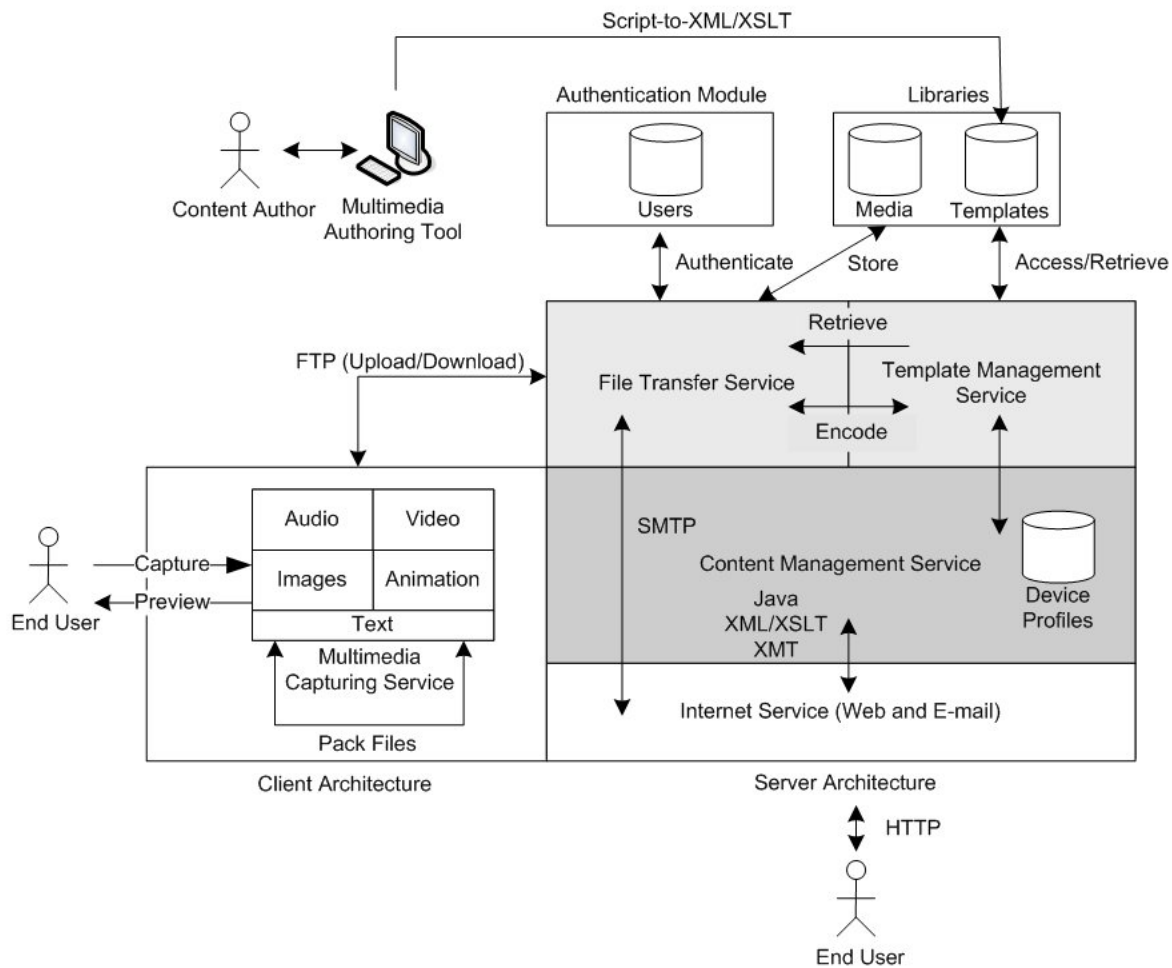 Script-to-XML/XSLT
Authentication Module
Libraries
Content Author
Multimedia
Authoring Tool
Users
Media
Templates
Authenticate
Store
Access/Retrieve
FTP (Upload/Download)
Retrieve
File Transfer Service
Template Management
Service
Encode
Audio
Video
Images
Animation
Text
Capture
Preview
End User
Multimedia
Capturing Service
Pack Files
SMTP
Content Management Service
Java
XML/XSLT
XMT
Device
Profiles
Internet Service (Web and E-mail)
Client Architecture
Server Architecture
HTTP
End User